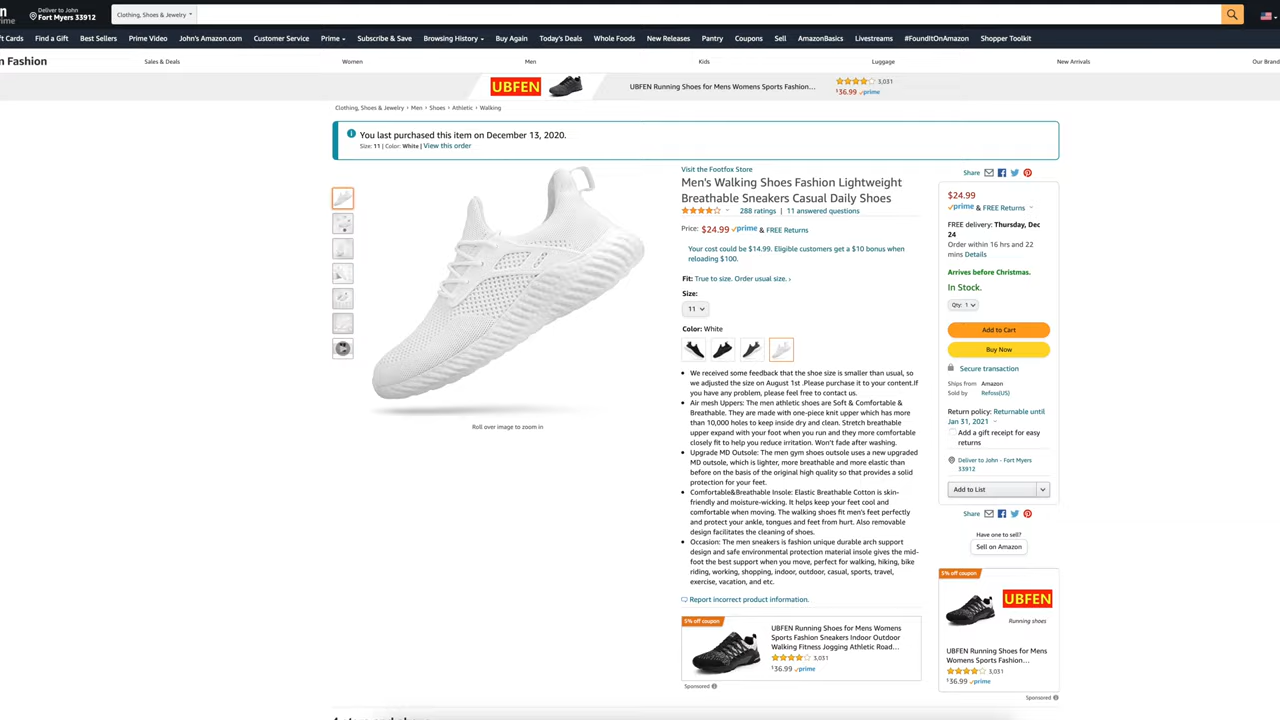 Deliver to John
Fort Myers 33912
Clothing, Shoes & Jewelry
ft Cards Find a Gift Best Sellers Prime Video John's Amazon.com Customer Service Prime Subscribe & Save Browsing History Buy Again Today's Deals Whole Foods New Releases Pantry Coupons Sell AmazonBasics Livestreams #FoundItOnAmazon Shopper Toolkit
n Fashion Sales & Deals Women Men Kids Luggage New Arrivals Our Brand
UBFEN UBFEN Running Shoes for Mens Womens Sports Fashion... 3,031
$36.99 prime
Clothing, Shoes & Jewelry › Men › Shoes › Athletic › Walking
You last purchased this item on December 13, 2020.
Size: 11 | Color: White | View this order
Visit the Footfox Store
Men's Walking Shoes Fashion Lightweight
Breathable Sneakers Casual Daily Shoes
288 ratings | 11 answered questions
Price: $24.99 prime & FREE Returns
Your cost could be $14.99. Eligible customers get a $10 bonus when
reloading $100.
Fit: True to size. Order usual size. ›
Size:
11
Color: White
Roll over image to zoom in
• We received some feedback that the shoe size is smaller than usual, so
we adjusted the size on August 1st .Please purchase it to your content.If
you have any problem, please feel free to contact us.
• Air mesh Uppers: The men athletic shoes are Soft & Comfortable &
Breathable. They are made with one-piece knit upper which has more
than 10,000 holes to keep inside dry and clean. Stretch breathable
upper expand with your foot when you run and they more comfortable
closely fit to help you reduce irritation. Won't fade after washing.
• Upgrade MD Outsole: The men gym shoes outsole uses a new upgraded
MD outsole, which is lighter, more breathable and more elastic than
before on the basis of the original high quality so that provides a solid
protection for your feet.
• Comfortable&Breathable Insole: Elastic Breathable Cotton is skin-
friendly and moisture-wicking. It helps keep your feet cool and
comfortable when moving. The walking shoes fit men's feet perfectly
and protect your ankle, tongues and feet from hurt. Also removable
design facilitates the cleaning of shoes.
• Occasion: The men sneakers is fashion unique durable arch support
design and safe environmental protection material insole gives the mid-
foot the best support when you move, perfect for walking, hiking, bike
riding, working, shopping, indoor, outdoor, casual, sports, travel,
exercise, vacation, and etc.
Report incorrect product information.
5% off coupon
UBFEN Running Shoes for Mens Womens
Sports Fashion Sneakers Indoor Outdoor
Walking Fitness Jogging Athletic Road...
3,031
$36.99 prime
Sponsored
Share
$24.99
prime & FREE Returns
FREE delivery: Thursday, Dec
24
Order within 16 hrs and 22
mins Details
Arrives before Christmas.
In Stock.
Qty: 1
Add to Cart
Buy Now
Secure transaction
Ships from Amazon
Sold by Refoss(US)
Return policy: Returnable until
Jan 31, 2021
Add a gift receipt for easy
returns
Deliver to John - Fort Myers
33912
Add to List
Share
Have one to sell?
Sell on Amazon
5% off coupon
UBFEN
Running shoes
UBFEN Running Shoes for Mens
Womens Sports Fashion...
3,031
$36.99 prime
Sponsored